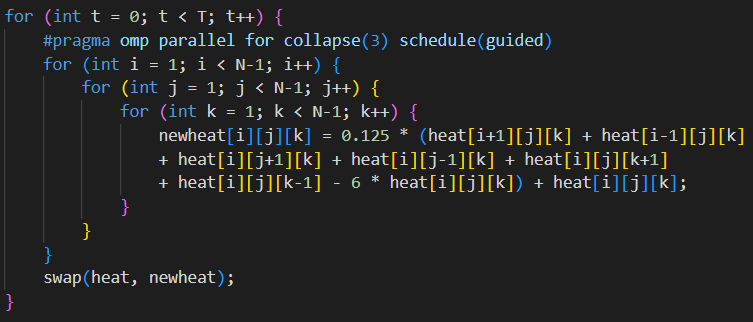 for (int t = 0; t < T; t++) {
    #pragma omp parallel for collapse(3) schedule(guided)
    for (int i = 1; i < N-1; i++) {
        for (int j = 1; j < N-1; j++) {
            for (int k = 1; k < N-1; k++) {
                newheat[i][j][k] = 0.125 * (heat[i+1][j][k] + heat[i-1][j][k]
                + heat[i][j+1][k] + heat[i][j-1][k] + heat[i][j][k+1]
                + heat[i][j][k-1] - 6 * heat[i][j][k]) + heat[i][j][k];
            }
        }
    }
    swap(heat, newheat);
}